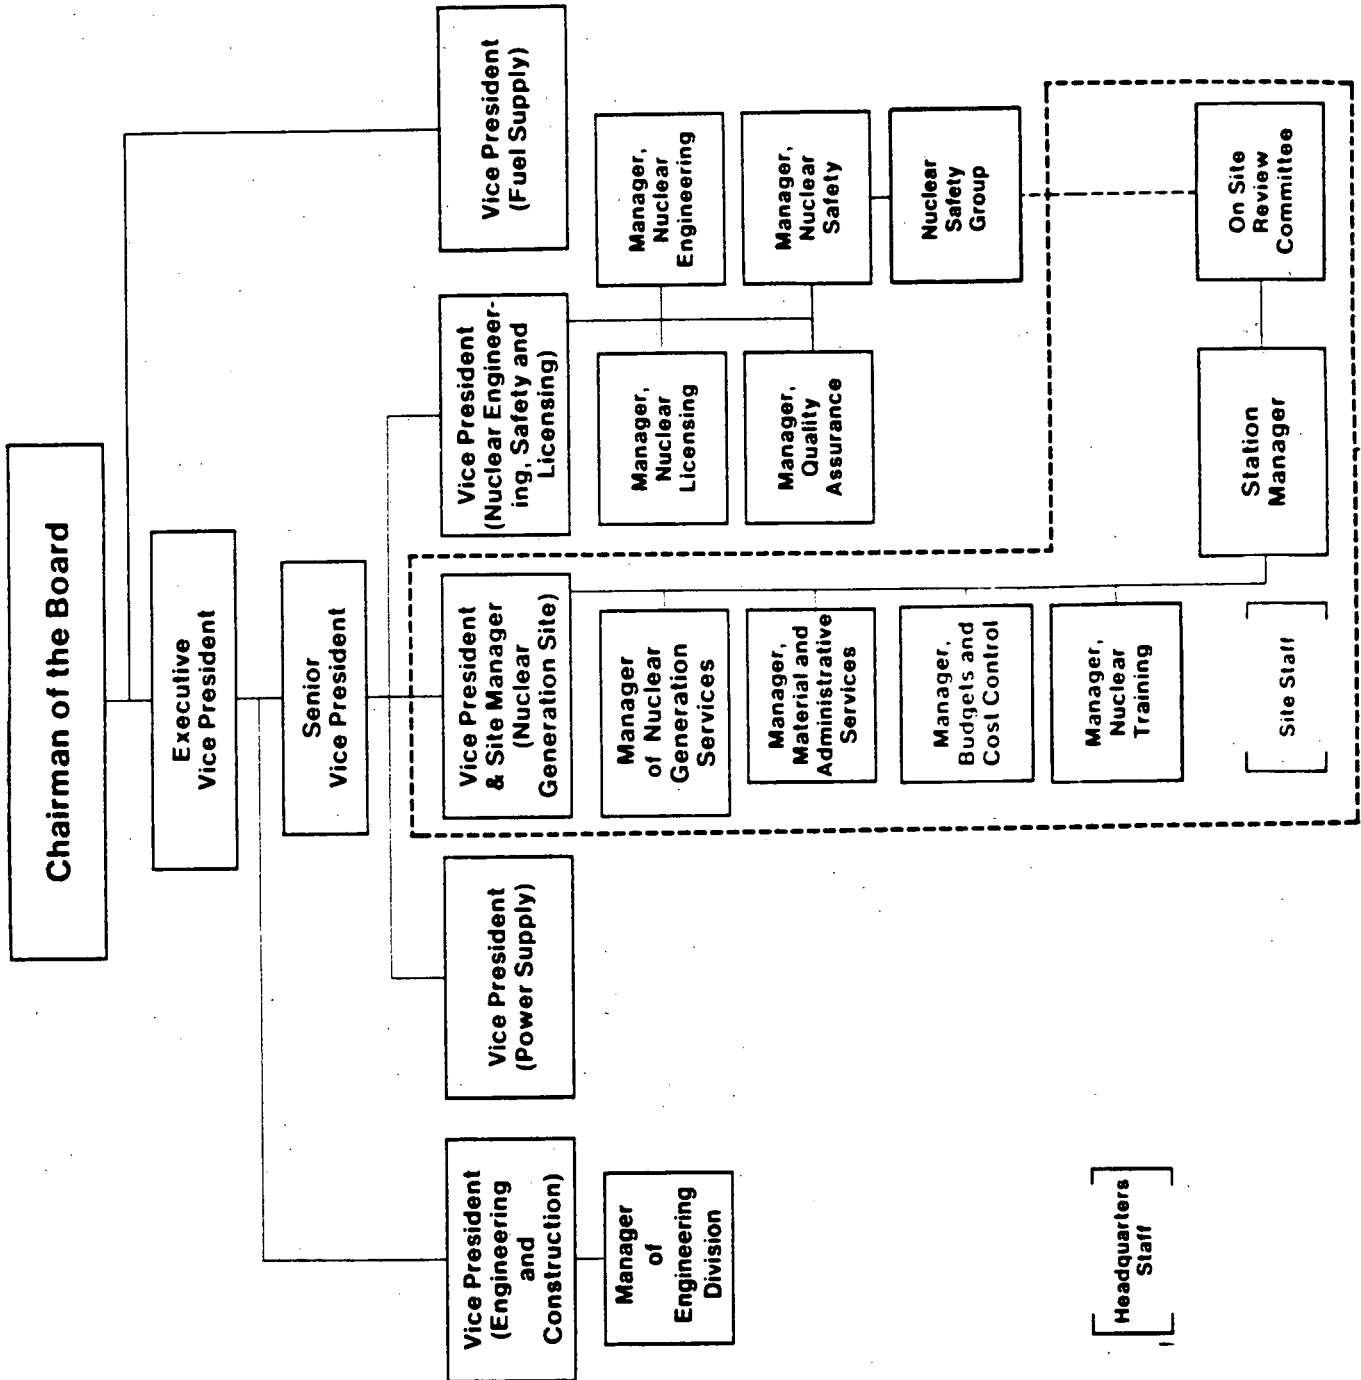 Chairman of the Board
Executive
Vice President
Senior
Vice President
Vice President
(Engineering
and
Construction)
Vice President
(Power Supply)
Vice President
& Site Manager
(Nuclear
Generation Site)
Vice President
(Nuclear Engineer-
ing, Safety and
Licensing)
Vice President
(Fuel Supply)
Manager
of
Engineering
Division
Manager
of Nuclear
Generation
Services
Manager,
Material and
Administrative
Services
Manager,
Budgets and
Cost Control
Manager,
Nuclear
Training
Manager,
Nuclear
Licensing
Manager,
Nuclear
Engineering
Manager,
Quality
Assurance
Manager,
Nuclear
Safety
Nuclear
Safety
Group
Station
Manager
On Site
Review
Committee
Headquarters
Staff
Site Staff